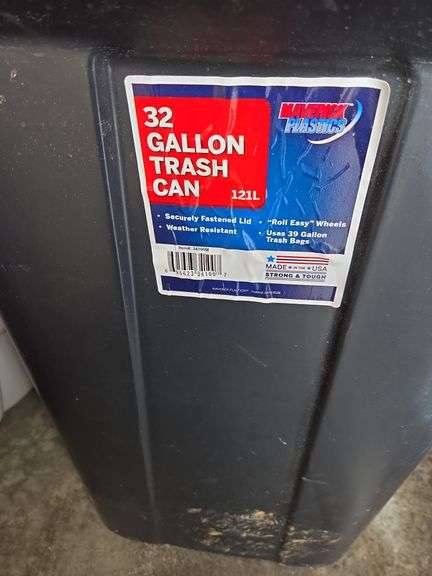 MAVERICK
PLASTICS
32
GALLON
TRASH
CAN
121L
• Securely Fastened Lid
• Weather Resistant
• "Roll Easy" Wheels
• Uses 39 Gallon
Trash Bags
MADE IN THE USA
STRONG & TOUGH